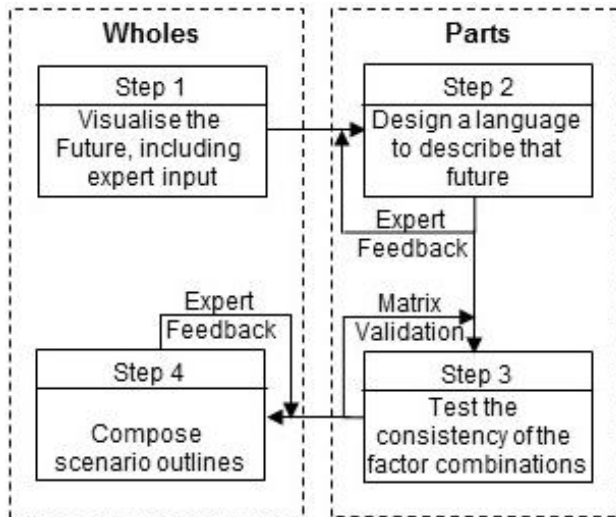 Wholes
Step 1
Visualise the
Future, including
expert input
Parts
Step 2
Design a language
to describe that
future
Expert
Feedback
Matrix
Validation
Step 3
Test the
consistency of the
factor combinations
Expert
Feedback
Step 4
Compose
scenario outlines